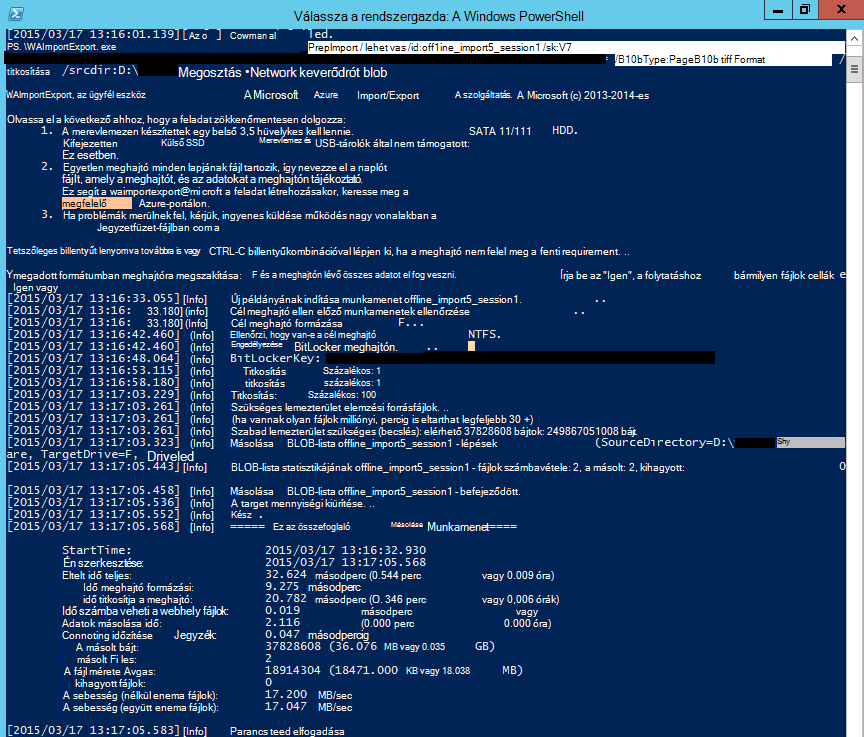 Válassza a rendszergazda: A Windows PowerShell
[2015/03/17 13:16:01.139] [Az o ] Cowman al led.
PS. \WAImportExport. exe PrepImport / lehet vas /id:off1ine_import5_session1 /sk:V7
/B10bType:PageB10b tiff Format /
titkosítása /srcdir:D:\ Megosztás •Network keverődrót blob
WAImportExport, az ügyfél eszköz A Microsoft Azure Import/Export A szolgáltatás. A Microsoft (c) 2013-2014-es
Olvassa el a következő ahhoz, hogy a feladat zökkenőmentesen dolgozza:
1. A merevlemezen készítettek egy belső 3,5 hüvelykes kell lennie. SATA 11/111 HDD.
Kifejezetten Külső SSD Merevlemez és USB-tárolók által nem támogatott:
Ez esetben.
2. Egyetlen meghajtó minden lapjának fájl tartozik, így nevezze el a naplót
fájlt, amely a meghajtót, és az adatokat a meghajtón tájékoztató.
Ez segít a waimportexport@mi croft a feladat létrehozásakor, keresse meg a
megfelelő Azure-portálon.
3. Ha problémák merülnek fel, kérjük, ingyenes küldése működés nagy vonalakban a
Jegyzetfüzet-fájlban com a
Tetszőleges billentyűt lenyomva továbbra is vagy CTRL-C billentyűkombinációval lépjen ki, ha a meghajtó nem felel meg a fenti requirement. ..
Ymegadott formátumban meghajtóra megszakítása: F és a meghajtón lévő összes adatot el fog veszni. Írja be az "Igen", a folytatáshoz bármilyen fájlok cellák e
Igen vagy
[2015/03/17 13:16:33.055] [Info] Új példányának indítása munkamenet offline_import5_session1. ..
[2015/03/17 13:16: 33.180] (info) Cél meghajtó ellen előző munkamenetek ellenőrzése ..
[2015/03/17 13:16: 33.180] (Info) Cél meghajtó formázása F...
[2015/03/17 13:16:42.460] (Info) Ellenőrzi, hogy van-e a cél meghajtó NTFS.
[2015/03/17 13:16:42.460] (Info) Engedélyezése BitLocker meghajtón. ..
[2015/03/17 13:16:48.064] [Info] BitLockerKey:
[2015/03/17 13:16:53.115] [Info] Titkosítás Százalékos: 1
[2015/03/17 13:16:58.180] [Info] titkosítás százalékos: 1
[2015/03/17 13:17:03.229] [Info] Titkosítás: Százalékos: 100
[2015/03/17 13:17:03.261] (Info) Szükséges lemezterület elemzési forrásfájlok. ..
[2015/03/17 13:17:03.261] (Info) (ha vannak olyan fájlok milliónyi, percig is eltarthat legfeljebb 30 +)
[2015/03/17 13:17:03.261] (Info) Szabad lemezterület szükséges (becslés): elérhető 37828608 bájtok: 249867051008 bájt.
[2015/03/17 13:17:03.323] [Info] Másolása BLOB-lista offline_import5_session1 - lépések (SourceDirectory=D:\ Shy
are, TargetDrive=F, Driveled
[2015/03/17 13:17:05.443] [Info] BLOB-lista statisztikájának offline_import5_session1 - fájlok számbavétele: 2, a másolt: 2, kihagyott: 0
[2015/03/17 13:17:05.458] [Info] Másolása BLOB-lista offline_import5_session1 - befejeződött.
[2015/03/17 13:17:05.536] (Info) A target mennyiségi kiürítése. ..
[2015/03/17 13:17:05.552] (Info) Kész .
[2015/03/17 13:17:05.568] [Info] ===== Ez az összefoglaló Másolása Munkamenet====
StartTime: 2015/03/17 13:16:32.930
Én szerkesztése: 2015/03/17 13:17:05.568
Eltelt idő teljes: 32.624 másodperc (0.544 perc vagy 0.009 óra)
Idő meghajtó formázási: 9.275 másodperc
idő titkosítja a meghajtó: 20.782 másodperc (O. 346 perc vagy 0,006 órák)
Idő számba veheti a webhely fájlok: 0.019 másodperc vagy
Adatok másolása idő: 2.116 (0.000 perc 0.000 óra)
Connoting időzítése Jegyzék: 0.047 másodpercig
A másolt bájt: 37828608 (36.076 MB vagy 0.035 GB)
másolt Fi les: 2
A fájl mérete Avgas: 18914304 (18471.000 KB vagy 18.038 MB)
kihagyott fájlok: 0
A sebesség (nélkül enema fájlok): 17.200 MB/sec
A sebesség (együtt enema fájlok): 17.047 MB/sec
[2015/03/17 13:17:05.583] [Info] Parancs teed elfogadása